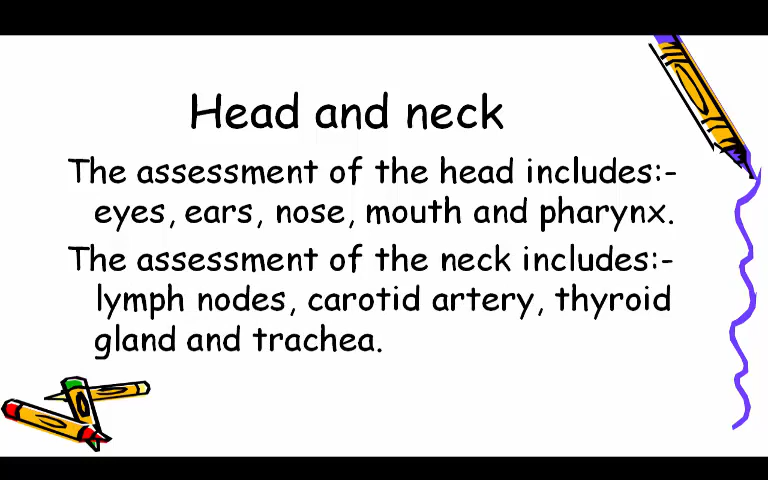 Head and neck
The assessment of the head includes:-
eyes, ears, nose, mouth and pharynx.
The assessment of the neck includes:-
lymph nodes, carotid artery, thyroid
gland and trachea.